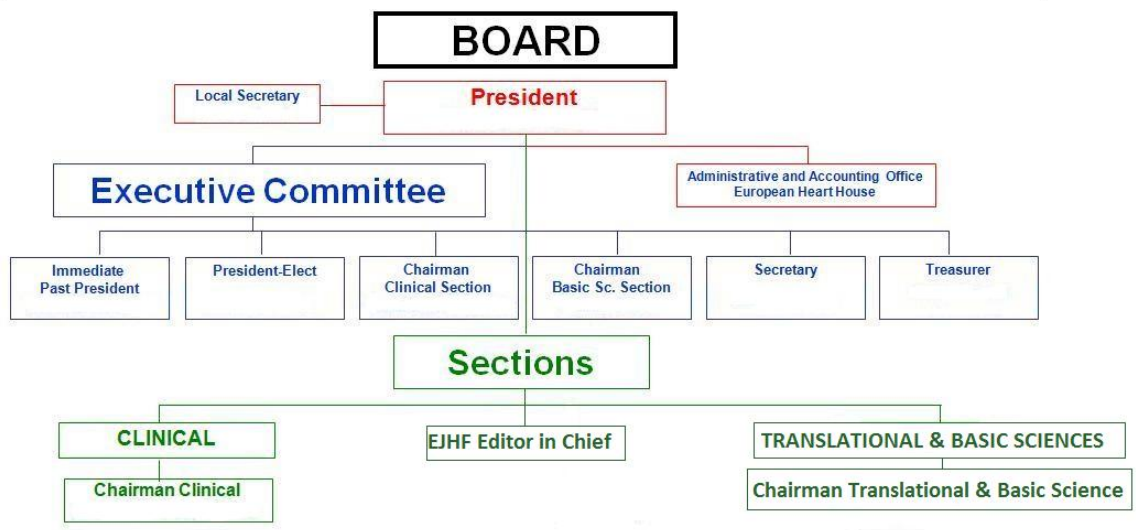 BOARD
Local Secretary
President
Executive Committee
Administrative and Accounting Office
European Heart House
Immediate
Past President
President-Elect
Chairman
Clinical Section
Chairman
Basic Sc. Section
Secretary
Treasurer
Sections
CLINICAL
EJHF Editor in Chief
TRANSLATIONAL & BASIC SCIENCES
Chairman Clinical
Chairman Translational & Basic Science